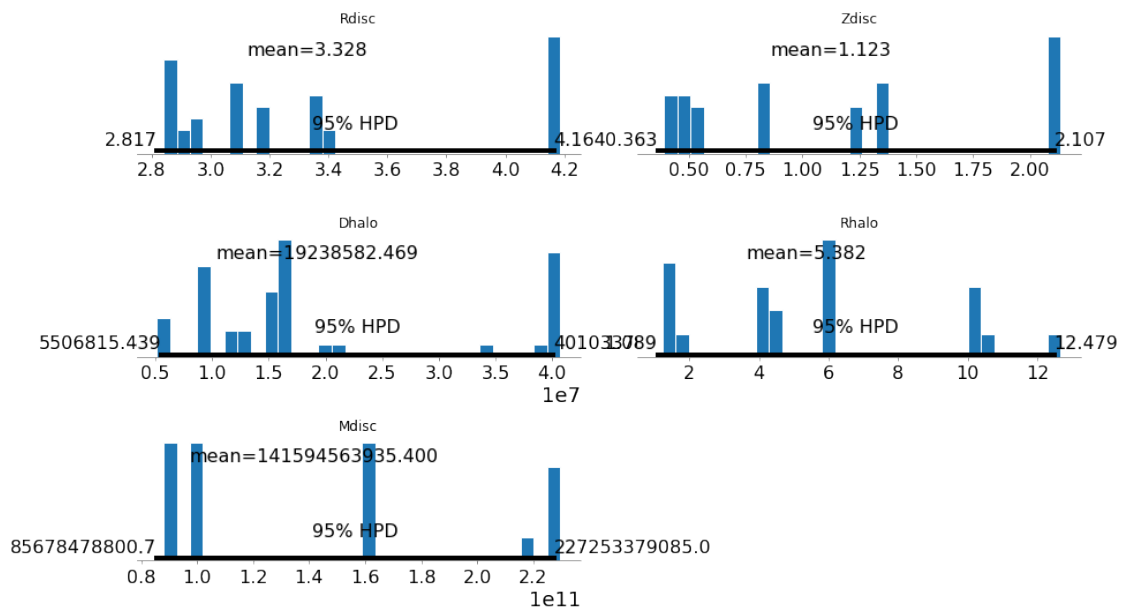 Rdisc
mean=3.328
95% HPD
2.817
4.164
2.8 3.0 3.2 3.4 3.6 3.8 4.0 4.2
Zdisc
mean=1.123
95% HPD
0.363
2.107
0.50 0.75 1.00 1.25 1.50 1.75 2.00
Dhalo
mean=19238582.469
95% HPD
5506815.439
0.5 1.0 1.5 2.0 2.5 3.0 3.5 4.0
1e7
Rhalo
mean=5.382
95% HPD
12.479
2 4 6 8 10 12
Mdisc
mean=141594563935.400
95% HPD
85678478800.7
227253379085.0
0.8 1.0 1.2 1.4 1.6 1.8 2.0 2.2
1e11